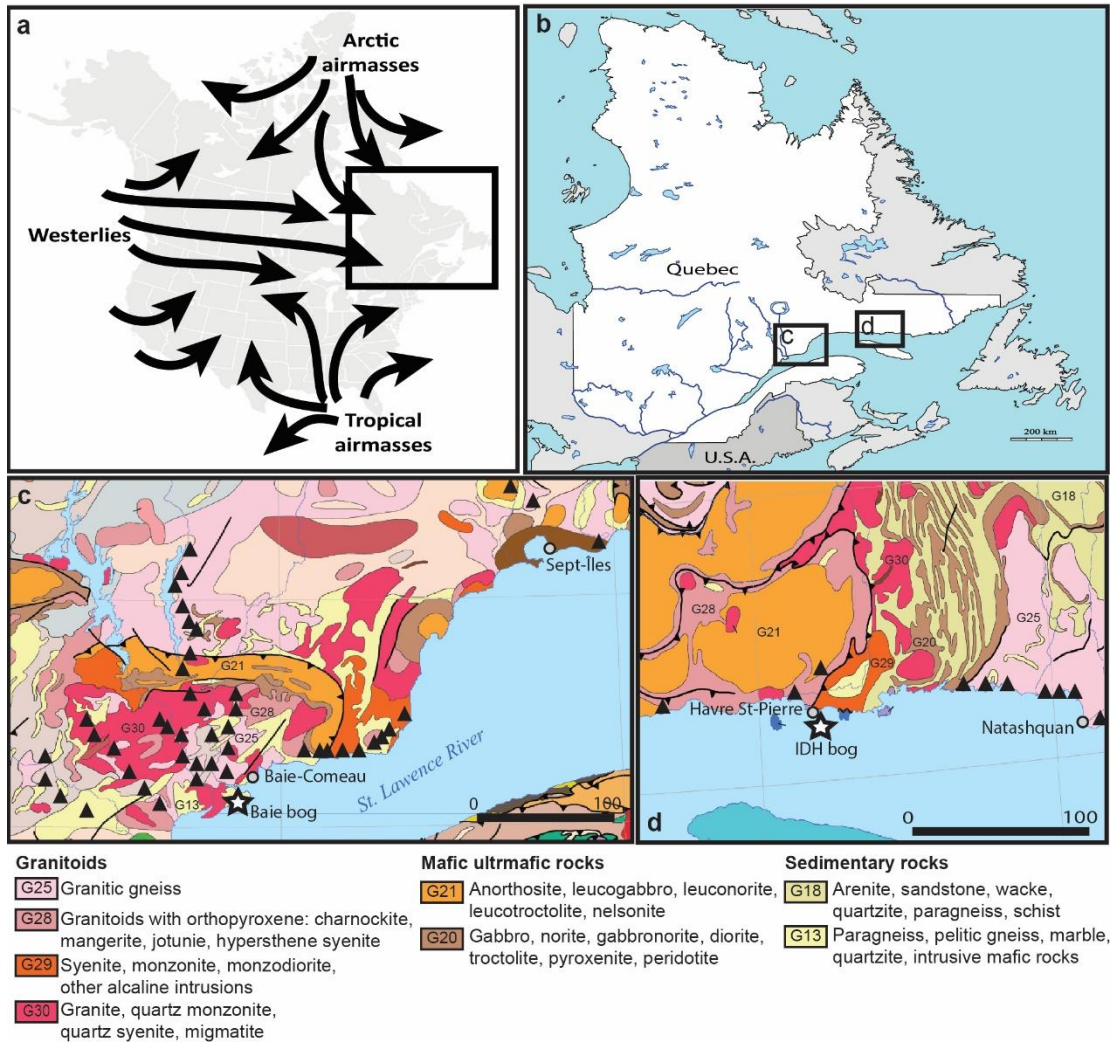 a
Arctic
airmasses
Westerlies
Tropical
airmasses
b
Quebec
c
d
U.S.A.
200 km
c
Sept-Îles
G21
G28
G30
G25
Baie-Comeau
G13
Baie bog
St. Lawrence River
0 100
G18
G30
G28
G25
G21
G20
G29
Havre St-Pierre
Natashquan
IDH bog
0 100
d
Granitoids
G25 Granitic gneiss
G28 Granitoids with orthopyroxene: charnockite,
mangerite, jotunie, hypersthene syenite
G29 Syenite, monzonite, monzodiorite,
other alcaline intrusions
G30 Granite, quartz monzonite,
quartz syenite, migmatite
Mafic ultrmafic rocks
G21 Anorthosite, leucogabbro, leuconorite,
leucotroctolite, nelsonite
G20 Gabbro, norite, gabbronorite, diorite,
troctolite, pyroxenite, peridotite
Sedimentary rocks
G18 Arenite, sandstone, wacke,
quartzite, paragneiss, schist
G13 Paragneiss, pelitic gneiss, marble,
quartzite, intrusive mafic rocks